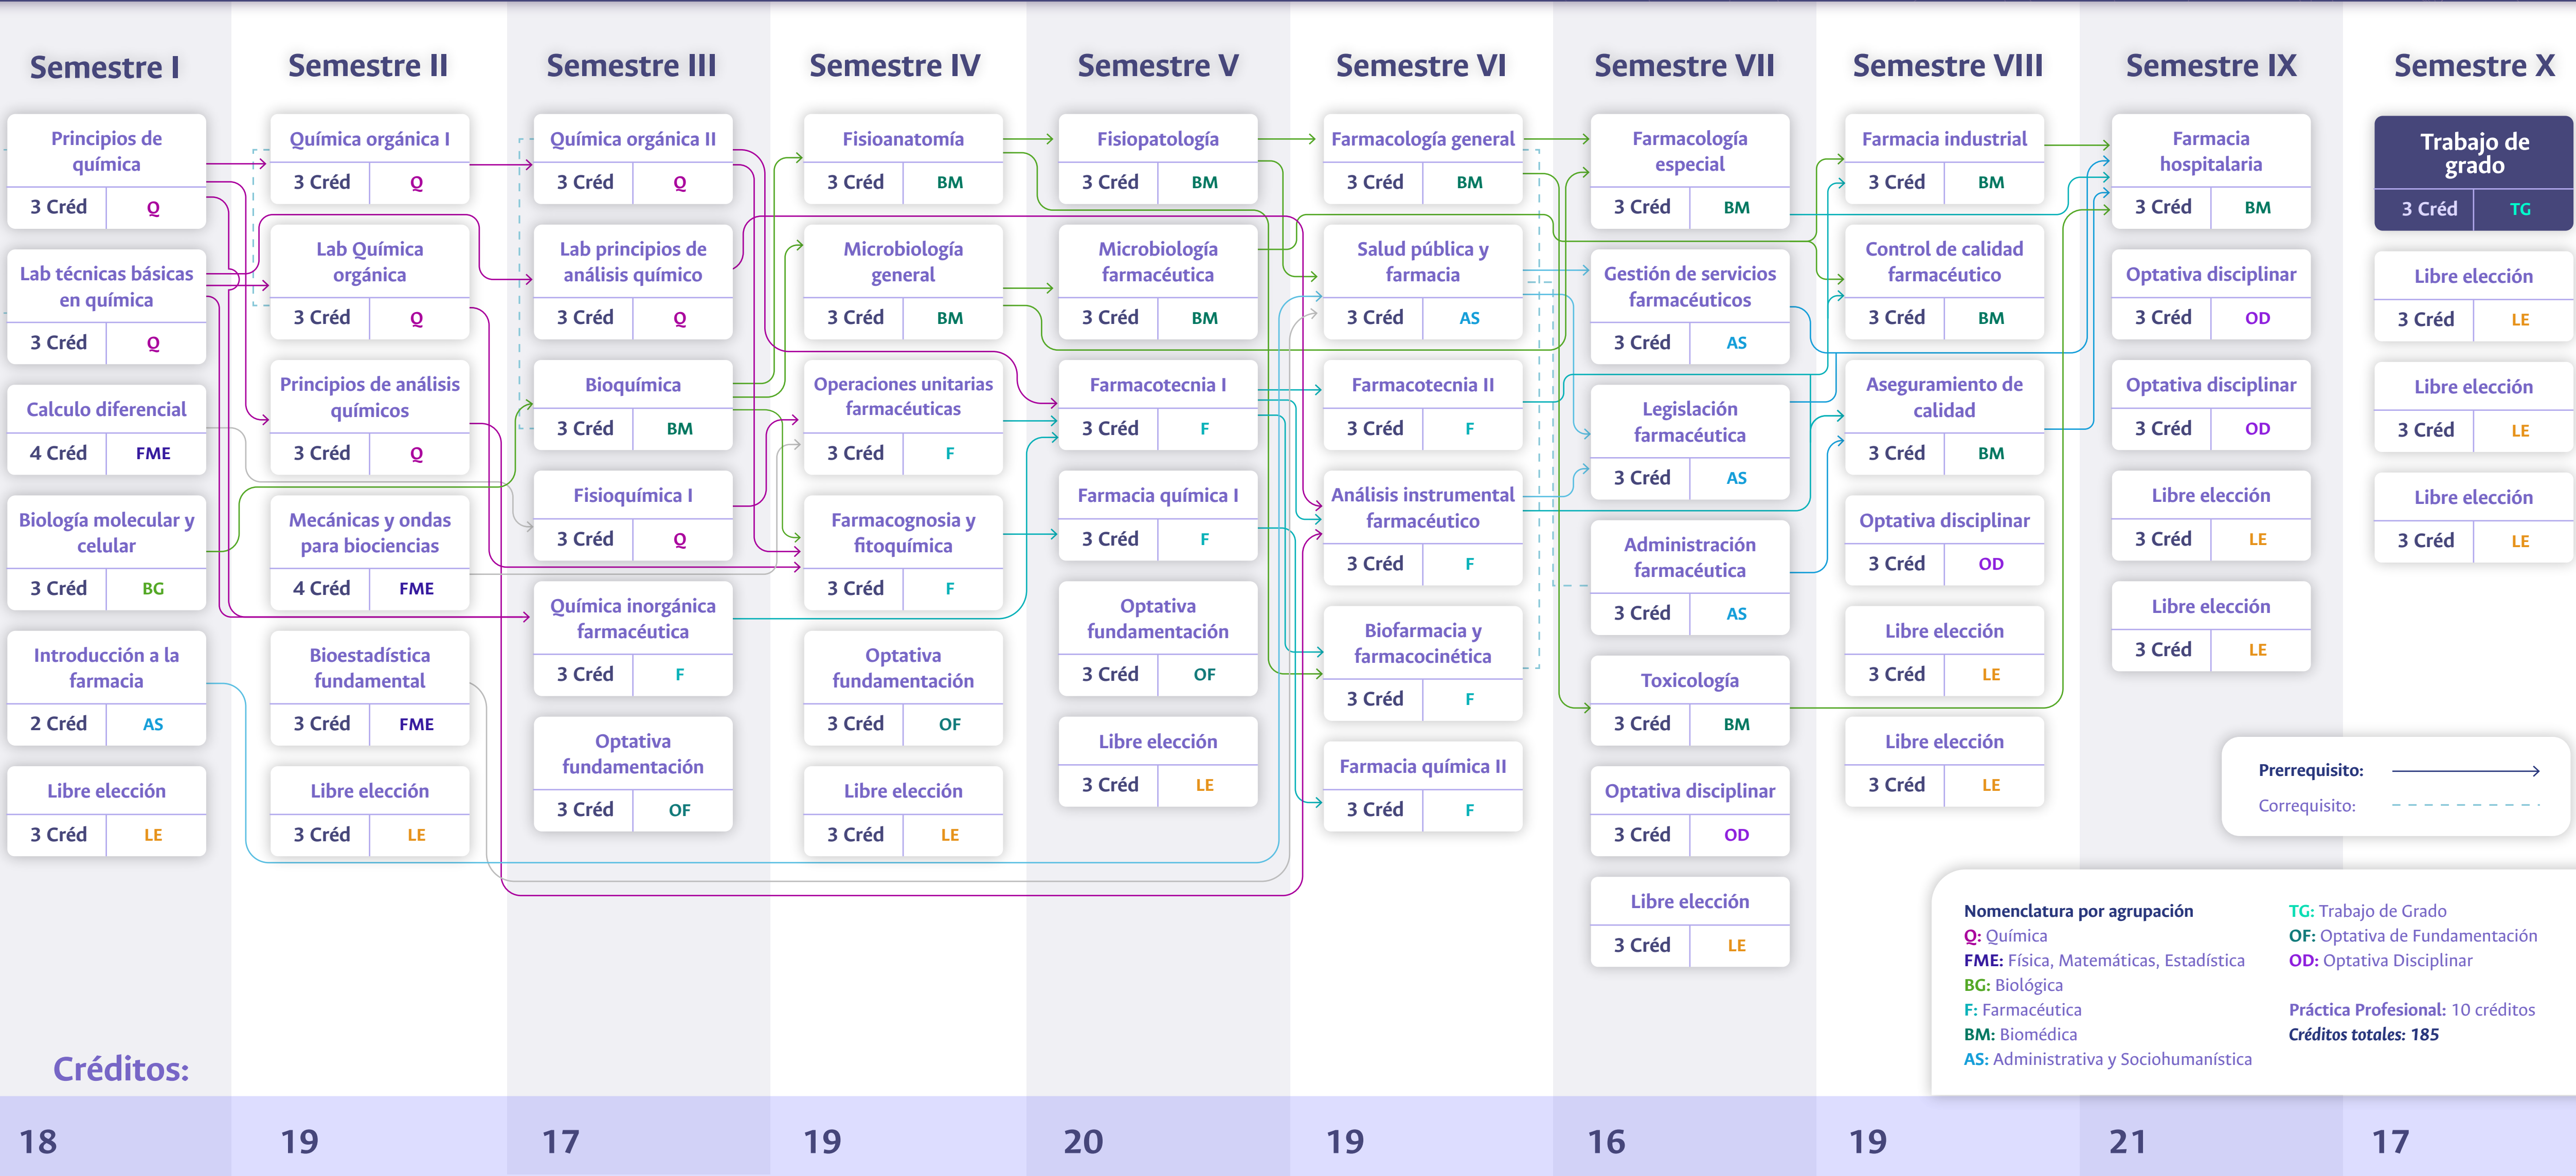 Semestre I
Principios de
química
3 Créd Q
Lab técnicas básicas
en química
3 Créd Q
Calculo diferencial
4 Créd FME
Biología molecular y
celular
3 Créd BG
Introducción a la
farmacia
2 Créd AS
Libre elección
3 Créd LE
Semestre II
Química orgánica I
3 Créd Q
Lab Química
orgánica
3 Créd Q
Principios de análisis
químicos
3 Créd Q
Mecánicas y ondas
para biociencias
4 Créd FME
Bioestadística
fundamental
3 Créd FME
Libre elección
3 Créd LE
Semestre III
Química orgánica II
3 Créd Q
Lab principios de
análisis químico
3 Créd Q
Bioquímica
3 Créd BM
Fisioquímica I
3 Créd Q
Química inorgánica
farmacéutica
3 Créd F
Optativa
fundamentación
3 Créd OF
Semestre IV
Fisioanatomía
3 Créd BM
Microbiología
general
3 Créd BM
Operaciones unitarias
farmacéuticas
3 Créd F
Farmacognosia y
fitoquímica
3 Créd F
Optativa
fundamentación
3 Créd OF
Libre elección
3 Créd LE
Semestre V
Fisiopatología
3 Créd BM
Microbiología
farmacéutica
3 Créd BM
Farmacotecnia I
3 Créd F
Farmacia química I
3 Créd F
Optativa
fundamentación
3 Créd OF
Libre elección
3 Créd LE
Semestre VI
Farmacología general
3 Créd BM
Salud pública y
farmacia
3 Créd AS
Farmacotecnia II
3 Créd F
Análisis instrumental
farmacéutico
3 Créd F
Biofarmacia y
farmacocinética
3 Créd F
Farmacia química II
3 Créd F
Semestre VII
Farmacología
especial
3 Créd BM
Gestión de servicios
farmacéuticos
3 Créd AS
Legislación
farmacéutica
3 Créd AS
Administración
farmacéutica
3 Créd AS
Toxicología
3 Créd BM
Optativa disciplinar
3 Créd OD
Libre elección
3 Créd LE
Semestre VIII
Farmacia industrial
3 Créd BM
Control de calidad
farmacéutico
3 Créd BM
Aseguramiento de
calidad
3 Créd BM
Optativa disciplinar
3 Créd OD
Libre elección
3 Créd LE
Libre elección
3 Créd LE
Semestre IX
Farmacia
hospitalaria
3 Créd BM
Optativa disciplinar
3 Créd OD
Optativa disciplinar
3 Créd OD
Libre elección
3 Créd LE
Libre elección
3 Créd LE
Semestre X
Trabajo de
grado
3 Créd TG
Libre elección
3 Créd LE
Libre elección
3 Créd LE
Libre elección
3 Créd LE
Prerrequisito:
Correquisito:
Nomenclatura por agrupación
Q: Química
FME: Física, Matemáticas, Estadística
BG: Biológica
F: Farmacéutica
BM: Biomédica
AS: Administrativa y Sociohumanística
TG: Trabajo de Grado
OF: Optativa de Fundamentación
OD: Optativa Disciplinar
Práctica Profesional: 10 créditos
Créditos totales: 185
Créditos:
18 19 17 19 20 19 16 19 21 17